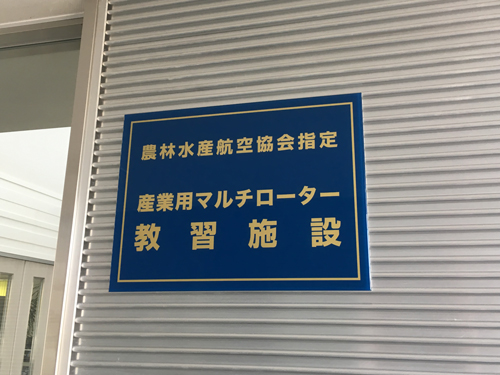 農林水産航空協会指定
産業用マルチローター
教習施設